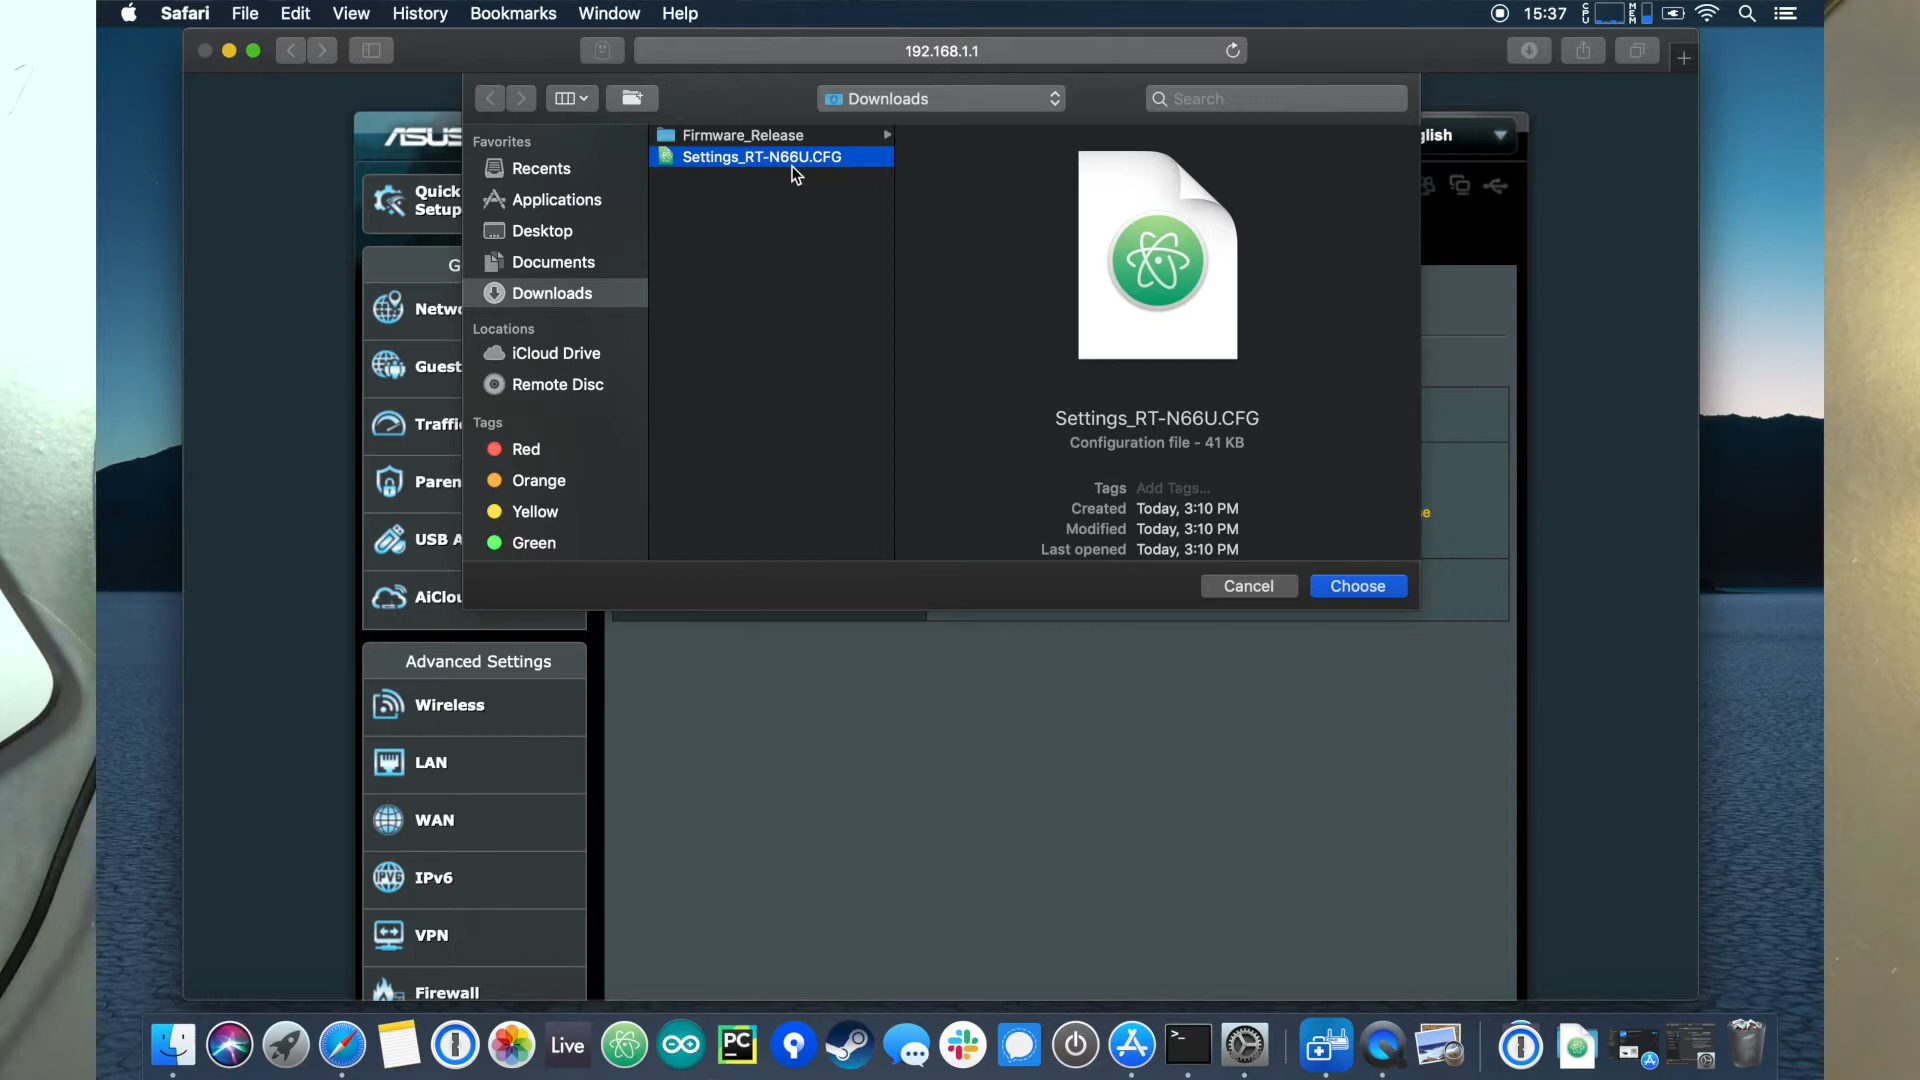 Safari File Edit View History Bookmarks Window Help
15:37
192.168.1.1
Downloads
Search
ASUS
Quick
Setup
G
Netwo
Guest
Traffi
Paren
USB A
AiClou
Favorites
Recents
Applications
Desktop
Documents
Downloads
Locations
iCloud Drive
Remote Disc
Tags
Red
Orange
Yellow
Green
Firmware_Release
Settings_RT-N66U.CFG
Settings_RT-N66U.CFG
Configuration file - 41 KB
Tags Add Tags...
Created Today, 3:10 PM
Modified Today, 3:10 PM
Last opened Today, 3:10 PM
Cancel Choose
glish
se
Advanced Settings
Wireless
LAN
WAN
IPv6
VPN
Firewall
Live
PC